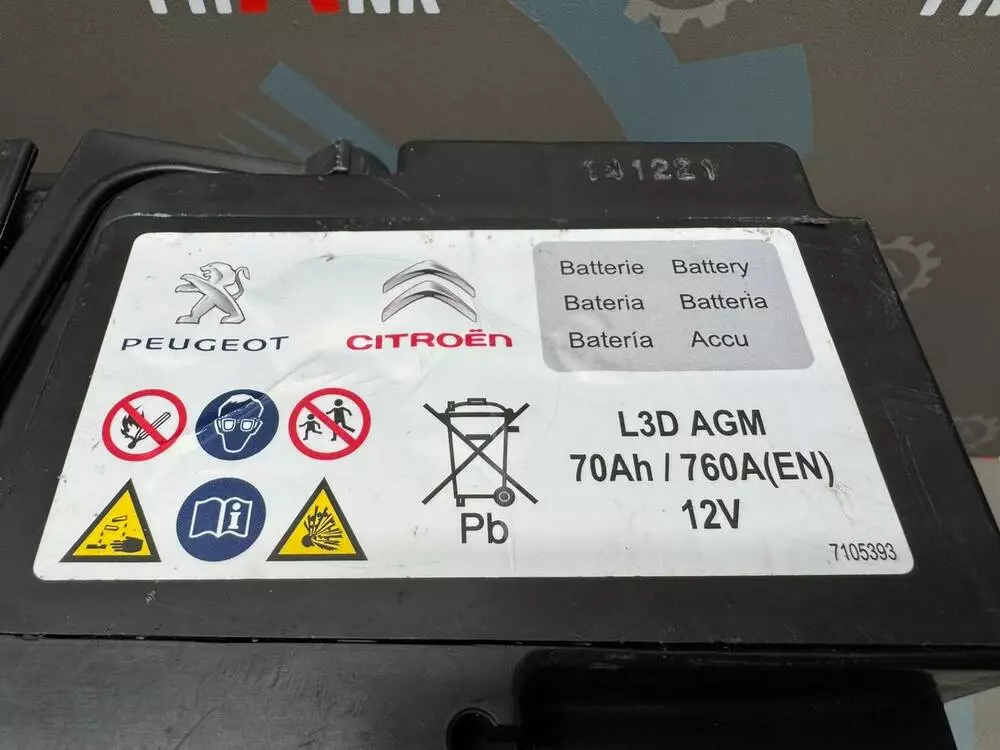 141221
PEUGEOT
CITROËN
Batterie Battery
Bateria Batteria
Batería Accu
L3D AGM
70Ah / 760A(EN)
12V
Pb
7105393